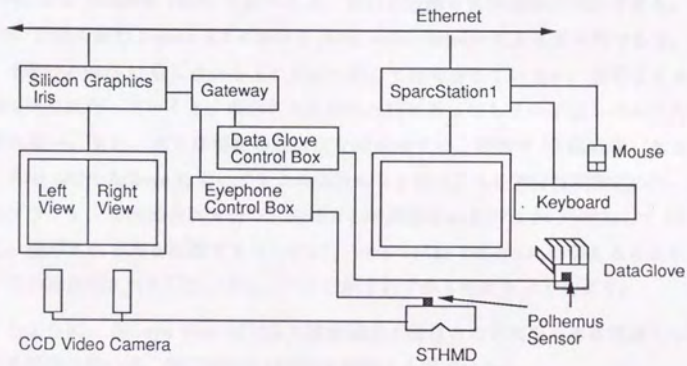 Ethernet
Silicon Graphics
Iris
Gateway
SparcStation1
Data Glove
Control Box
Mouse
Left
View
Right
View
Eyephone
Control Box
Keyboard
DataGlove
Polhemus
Sensor
CCD Video Camera
STHMD